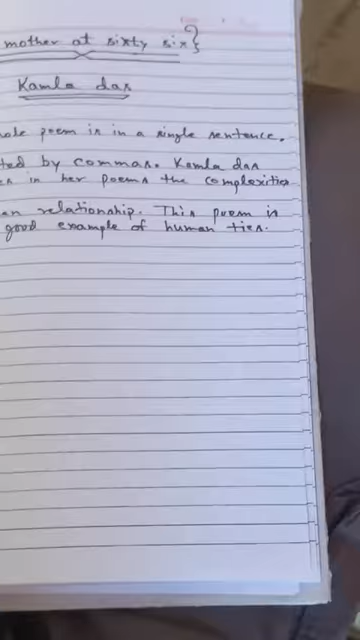 mother at sixty six}
Kamla das
poem is in a single sentence.
ted by commas. Kamla das
in her poems the complexities
relationship. This poem is
good example of human ties.